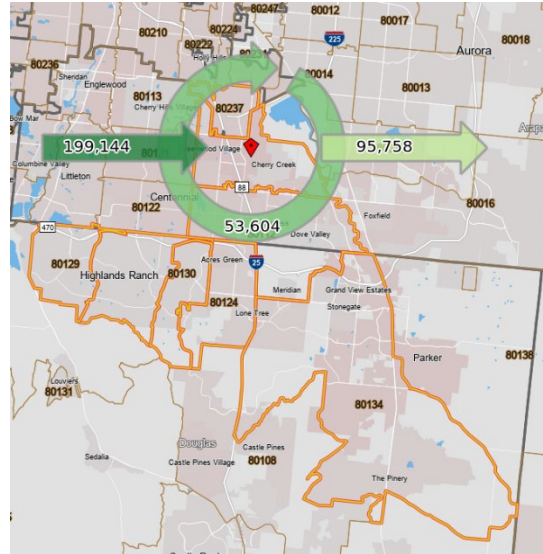 80247
80012
80017
80210
80224
80222
Holly Hills
225
Aurora
80018
80236
Sheridan
Englewood
80014
80013
80113
Cherry Hills Village
80237
Bow Mar
199,144
95,758
Greenwood Village
Cherry Creek
Columbine Valley
Littleton
88
Centennial
80122
80016
Foxfield
53,604
Dove Valley
470
80129
Highlands Ranch
80130
Acres Green
25
80124
Meridian
Grand View Estates
Stonegate
Lone Tree
Parker
80138
Louviers
80131
80134
Douglas
Castle Pines
Sedalia
Castle Pines Village
80108
The Pinery